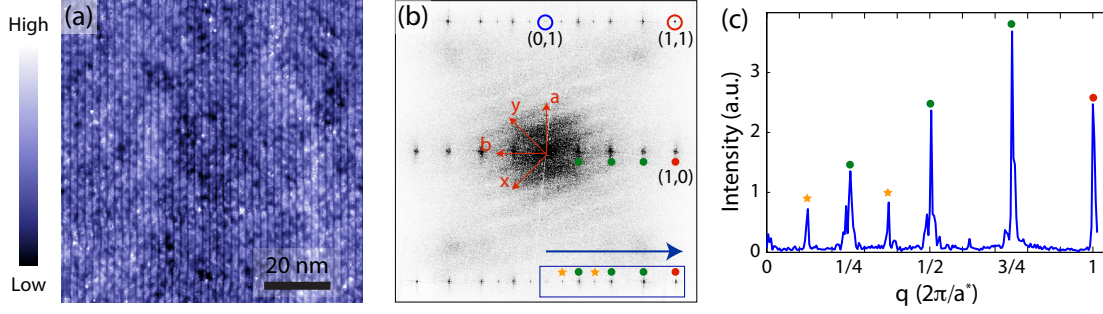 High
Low
(a)
20 nm
(b)
(0,1)
(1,1)
a
y
b
x
(1,0)
(c)
Intensity (a.u.)
3
2
1
0
0
1/4
1/2
3/4
1
q (2π/a*)